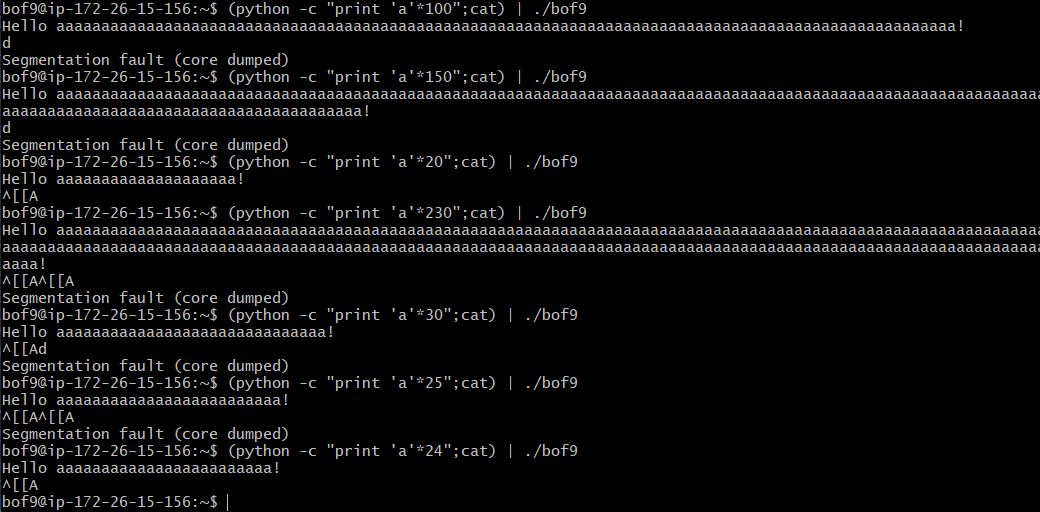 bof9@ip-172-26-15-156:~$ (python -c "print 'a'*100";cat) | ./bof9
Hello aaaaaaaaaaaaaaaaaaaaaaaaaaaaaaaaaaaaaaaaaaaaaaaaaaaaaaaaaaaaaaaaaaaaaaaaaaaaaaaaaaaaaaaaaaaaaaaaaaaa!
d
Segmentation fault (core dumped)
bof9@ip-172-26-15-156:~$ (python -c "print 'a'*150";cat) | ./bof9
Hello aaaaaaaaaaaaaaaaaaaaaaaaaaaaaaaaaaaaaaaaaaaaaaaaaaaaaaaaaaaaaaaaaaaaaaaaaaaaaaaaaaaaaaaaaaaaaaaaaaaaaaaaaaaaaa
aaaaaaaaaaaaaaaaaaaaaaaaaaaaaaaaaaaaaaaa!
d
Segmentation fault (core dumped)
bof9@ip-172-26-15-156:~$ (python -c "print 'a'*20";cat) | ./bof9
Hello aaaaaaaaaaaaaaaaaaaa!
^[[A
bof9@ip-172-26-15-156:~$ (python -c "print 'a'*230";cat) | ./bof9
Hello aaaaaaaaaaaaaaaaaaaaaaaaaaaaaaaaaaaaaaaaaaaaaaaaaaaaaaaaaaaaaaaaaaaaaaaaaaaaaaaaaaaaaaaaaaaaaaaaaaaaaaaaaaaaaa
aaaaaaaaaaaaaaaaaaaaaaaaaaaaaaaaaaaaaaaaaaaaaaaaaaaaaaaaaaaaaaaaaaaaaaaaaaaaaaaaaaaaaaaaaaaaaaaaaaaaaaaaaaaaaaaaaaaa
aaaa!
^[[A^[[A
Segmentation fault (core dumped)
bof9@ip-172-26-15-156:~$ (python -c "print 'a'*30";cat) | ./bof9
Hello aaaaaaaaaaaaaaaaaaaaaaaaaaaaaa!
^[[Ad
Segmentation fault (core dumped)
bof9@ip-172-26-15-156:~$ (python -c "print 'a'*25";cat) | ./bof9
Hello aaaaaaaaaaaaaaaaaaaaaaaaa!
^[[A^[[A
Segmentation fault (core dumped)
bof9@ip-172-26-15-156:~$ (python -c "print 'a'*24";cat) | ./bof9
Hello aaaaaaaaaaaaaaaaaaaaaaaa!
^[[A
bof9@ip-172-26-15-156:~$